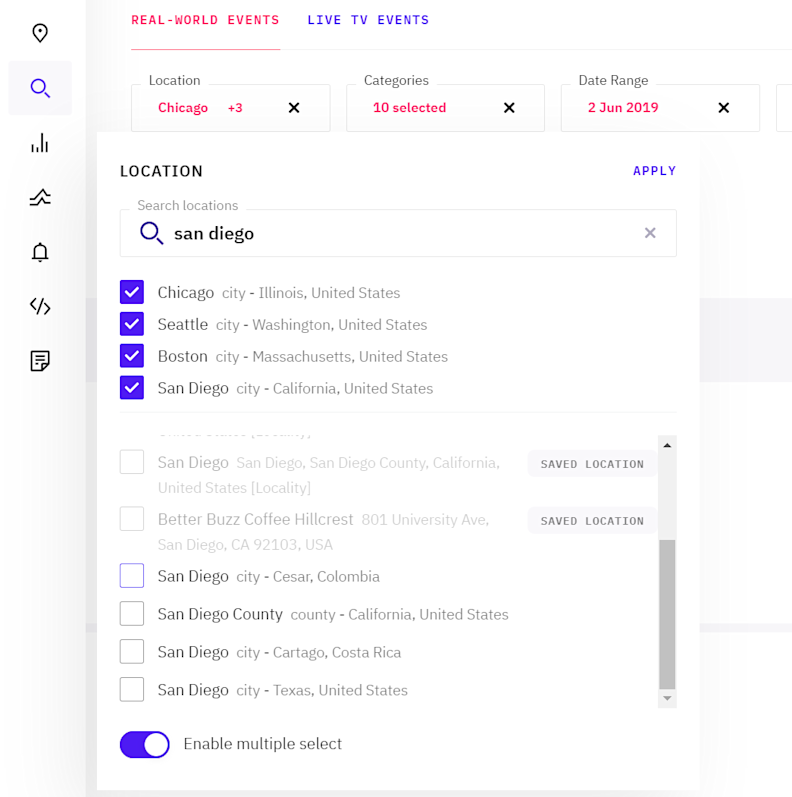 REAL-WORLD EVENTS LIVE TV EVENTS
Location Categories Date Range
Chicago +3 10 selected 2 Jun 2019
LOCATION APPLY
Search locations
san diego
Chicago city - Illinois, United States
Seattle city - Washington, United States
Boston city - Massachusetts, United States
San Diego city - California, United States
United States [Locality]
San Diego San Diego, San Diego County, California, SAVED LOCATION
United States [Locality]
Better Buzz Coffee Hillcrest 801 University Ave, SAVED LOCATION
San Diego, CA 92103, USA
San Diego city - Cesar, Colombia
San Diego County county - California, United States
San Diego city - Cartago, Costa Rica
San Diego city - Texas, United States
Enable multiple select